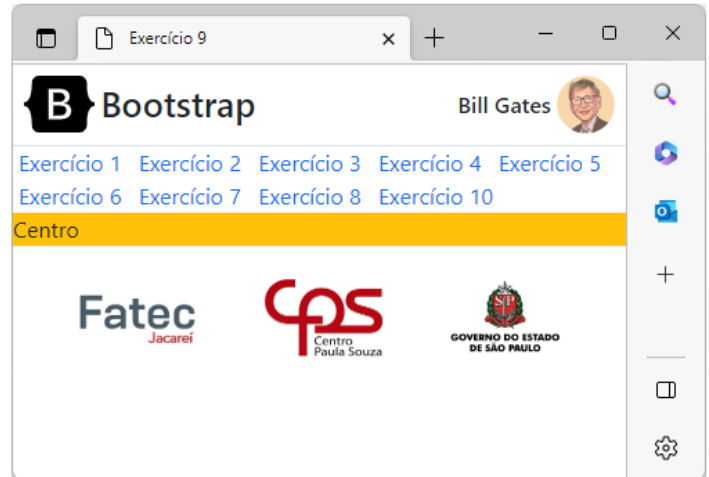 Exercício 9
B Bootstrap
Bill Gates
Exercício 1 Exercício 2 Exercício 3 Exercício 4 Exercício 5
Exercício 6 Exercício 7 Exercício 8 Exercício 10
Centro
Fatec
Jacareí
CPS
Centro
Paula Souza
GOVERNO DO ESTADO
DE SÃO PAULO